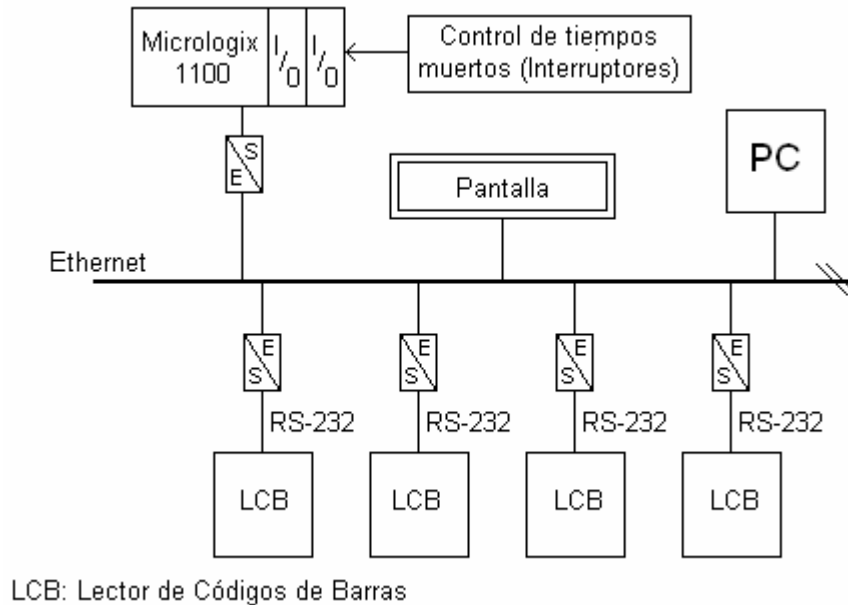 Micrologix
1100
I/O
I/O
Control de tiempos
muertos (Interruptores)
S
E
Pantalla
PC
Ethernet
E
S
E
S
E
S
E
S
RS-232
RS-232
RS-232
RS-232
LCB
LCB
LCB
LCB
LCB: Lector de Códigos de Barras